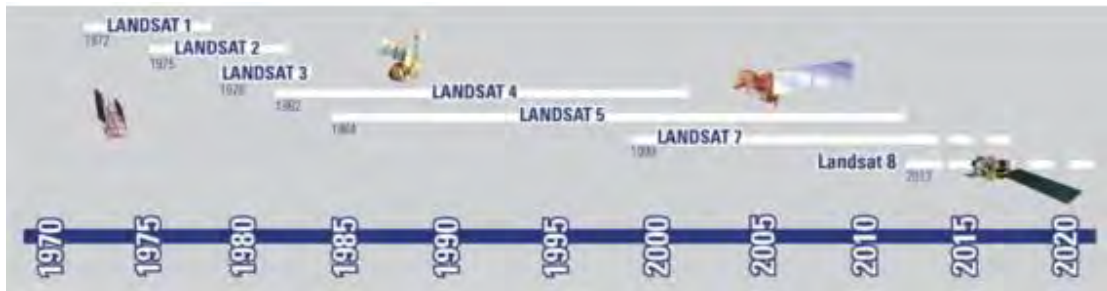 LANDSAT 1
1972
LANDSAT 2
1975
LANDSAT 3
1978
LANDSAT 4
1982
LANDSAT 5
1984
LANDSAT 7
1999
Landsat 8
2013
1970 1975 1980 1985 1990 1995 2000 2005 2010 2015 2020